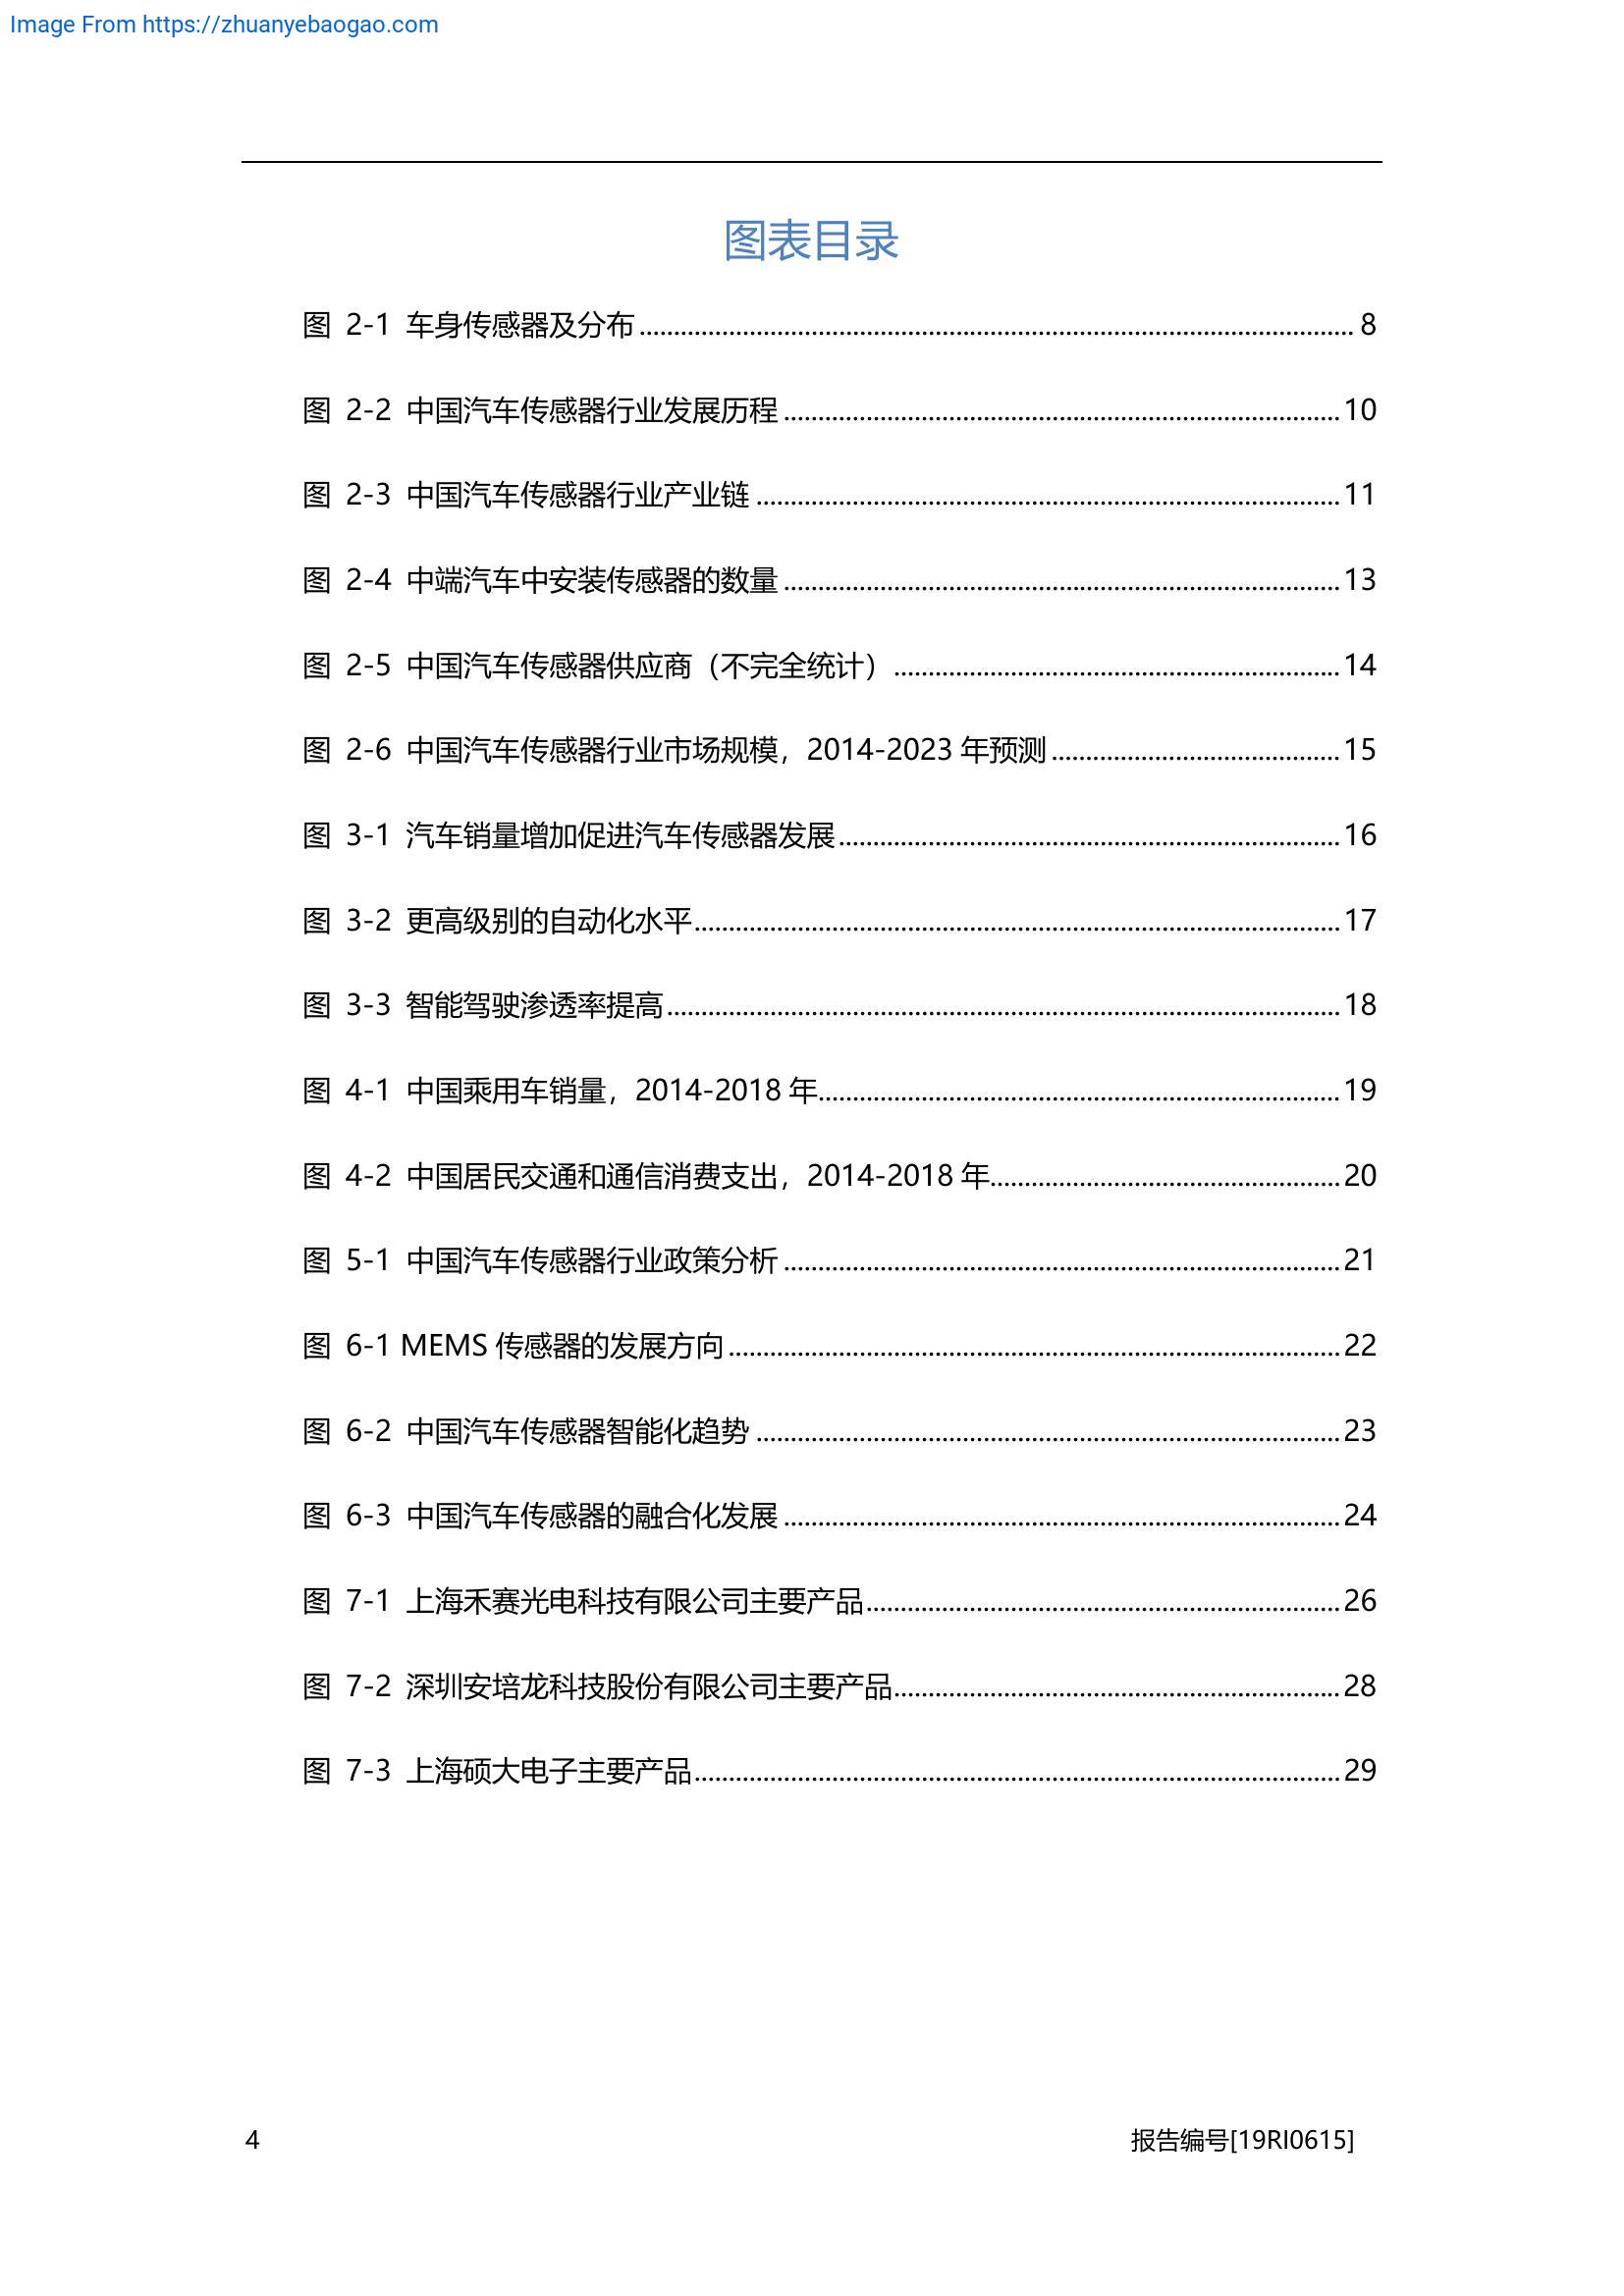 Image From https://zhuanyebaogao.com
图表目录
图 2-1 车身传感器及分布 ........ 8
图 2-2 中国汽车传感器行业发展历程 ........ 10
图 2-3 中国汽车传感器行业产业链 ........ 11
图 2-4 中端汽车中安装传感器的数量 ........ 13
图 2-5 中国汽车传感器供应商（不完全统计） ........ 14
图 2-6 中国汽车传感器行业市场规模，2014-2023 年预测 ........ 15
图 3-1 汽车销量增加促进汽车传感器发展 ........ 16
图 3-2 更高级别的自动化水平 ........ 17
图 3-3 智能驾驶渗透率提高 ........ 18
图 4-1 中国乘用车销量，2014-2018 年 ........ 19
图 4-2 中国居民交通和通信消费支出，2014-2018 年 ........ 20
图 5-1 中国汽车传感器行业政策分析 ........ 21
图 6-1 MEMS 传感器的发展方向 ........ 22
图 6-2 中国汽车传感器智能化趋势 ........ 23
图 6-3 中国汽车传感器的融合化发展 ........ 24
图 7-1 上海禾赛光电科技有限公司主要产品 ........ 26
图 7-2 深圳安培龙科技股份有限公司主要产品 ........ 28
图 7-3 上海硕大电子主要产品 ........ 29
4 报告编号[19RI0615]